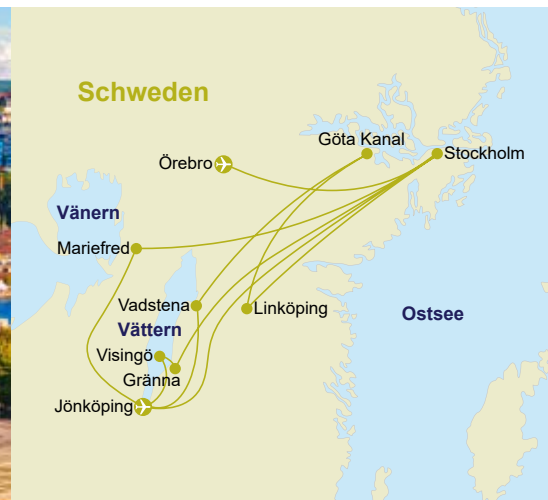 Schweden
Göta Kanal
Stockholm
Örebro
Vänern
Mariefred
Vadstena
Linköping
Ostsee
Vättern
Visingö
Gränna
Jönköping